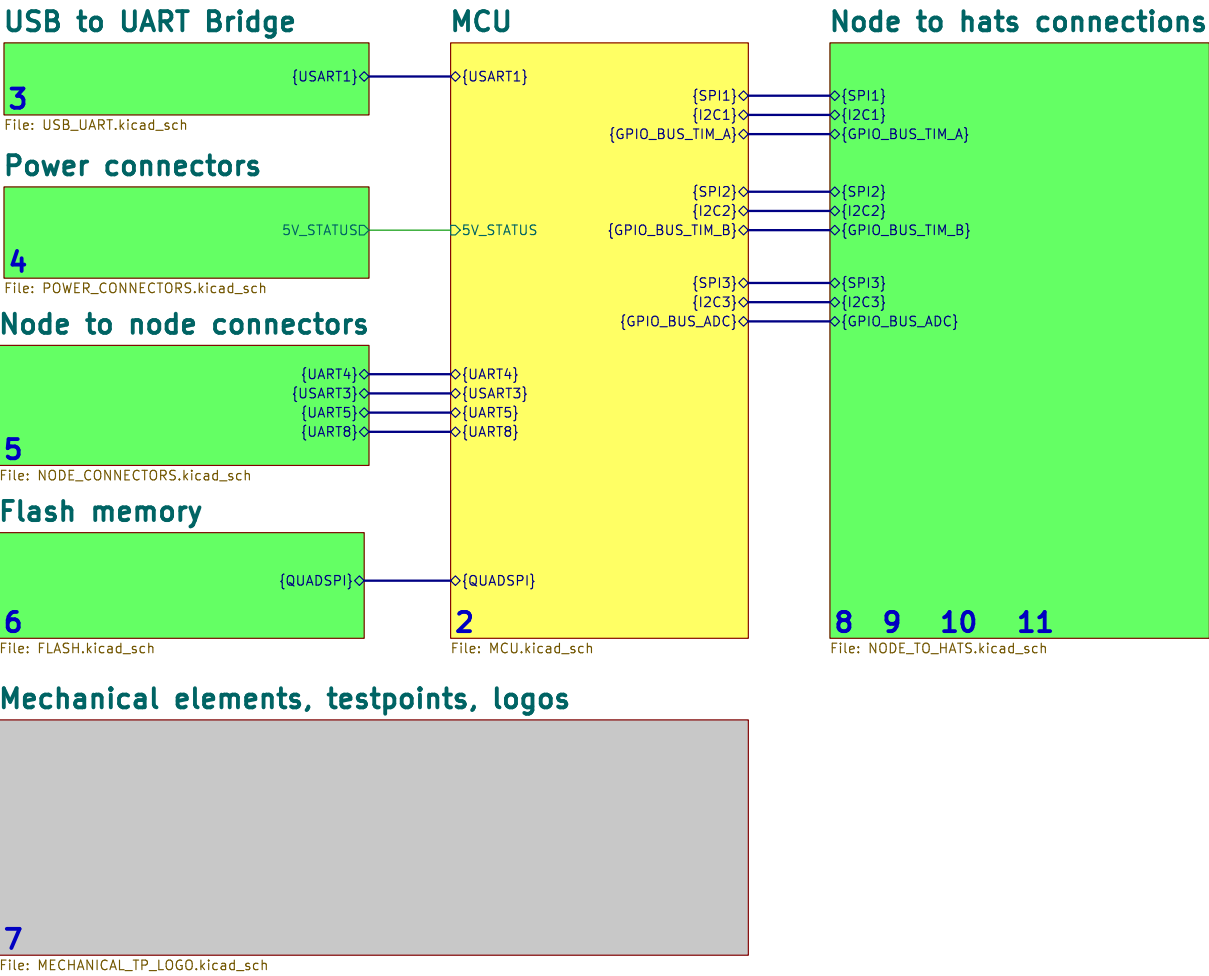 USB to UART Bridge
{USART1}
3
File: USB_UART.kicad_sch
Power connectors
5V_STATUS
4
File: POWER_CONNECTORS.kicad_sch
Node to node connectors
{UART4}
{USART3}
{UART5}
{UART8}
5
File: NODE_CONNECTORS.kicad_sch
Flash memory
{QUADSPI}
6
File: FLASH.kicad_sch
MCU
{USART1}
{SPI1}
{I2C1}
{GPIO_BUS_TIM_A}
{SPI2}
{I2C2}
5V_STATUS
{GPIO_BUS_TIM_B}
{SPI3}
{I2C3}
{GPIO_BUS_ADC}
{UART4}
{USART3}
{UART5}
{UART8}
{QUADSPI}
2
File: MCU.kicad_sch
Node to hats connections
{SPI1}
{I2C1}
{GPIO_BUS_TIM_A}
{SPI2}
{I2C2}
{GPIO_BUS_TIM_B}
{SPI3}
{I2C3}
{GPIO_BUS_ADC}
8 9 10 11
File: NODE_TO_HATS.kicad_sch
Mechanical elements, testpoints, logos
7
File: MECHANICAL_TP_LOGO.kicad_sch